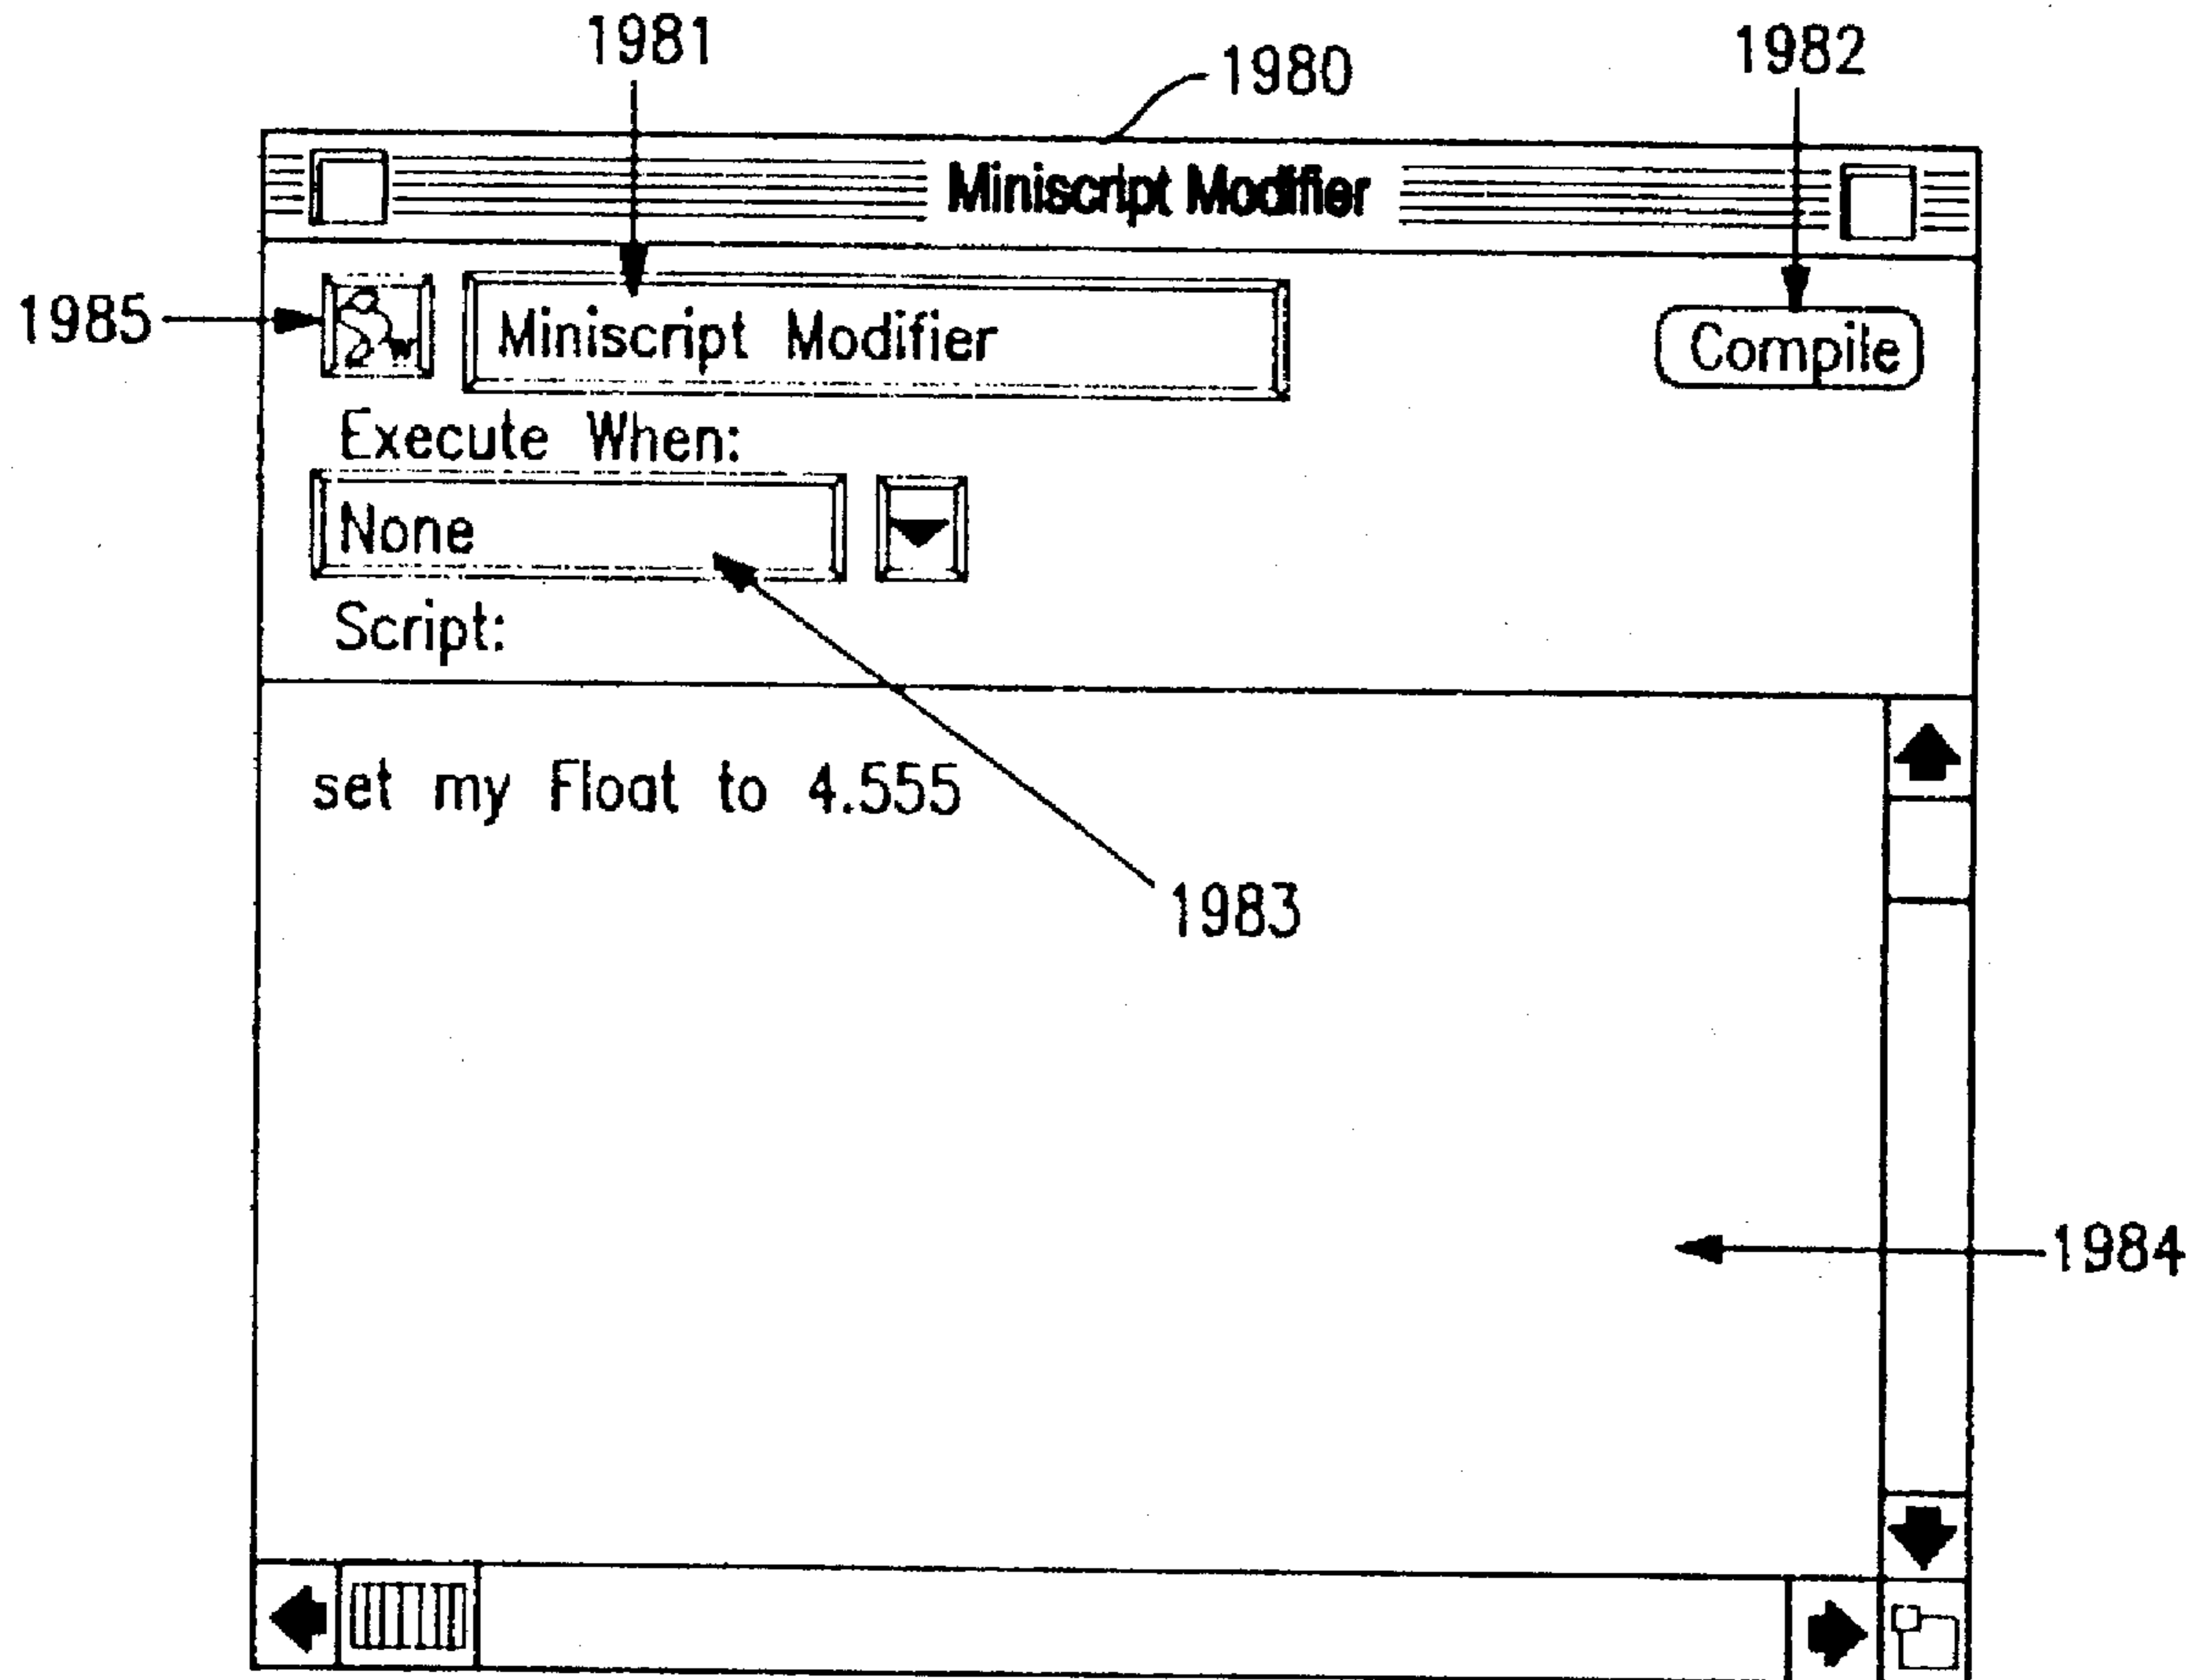 1981
1980
1982
Miniscript Modifier
1985
Miniscript Modifier
Compile
Execute When:
None
Script:
set my Float to 4.555
1983
1984